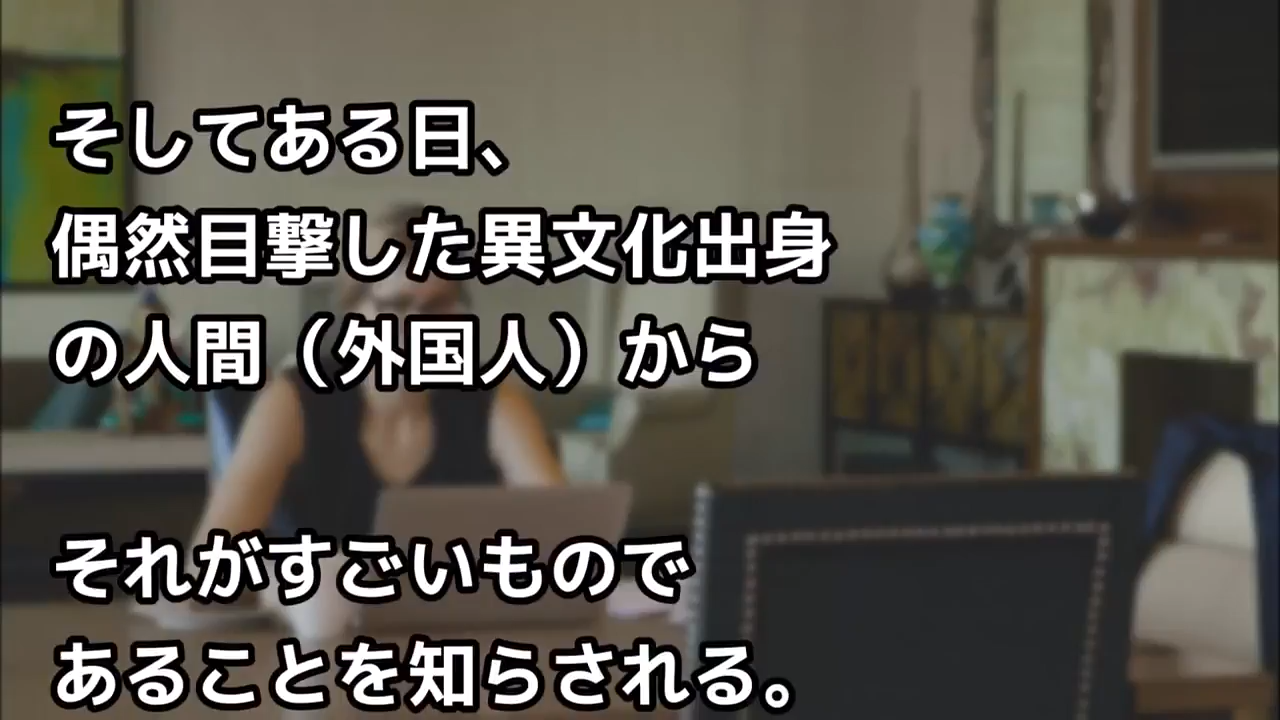 そしてある日、
偶然目撃した異文化出身
の人間（外国人）から
それがすごいもので
あることを知らされる。